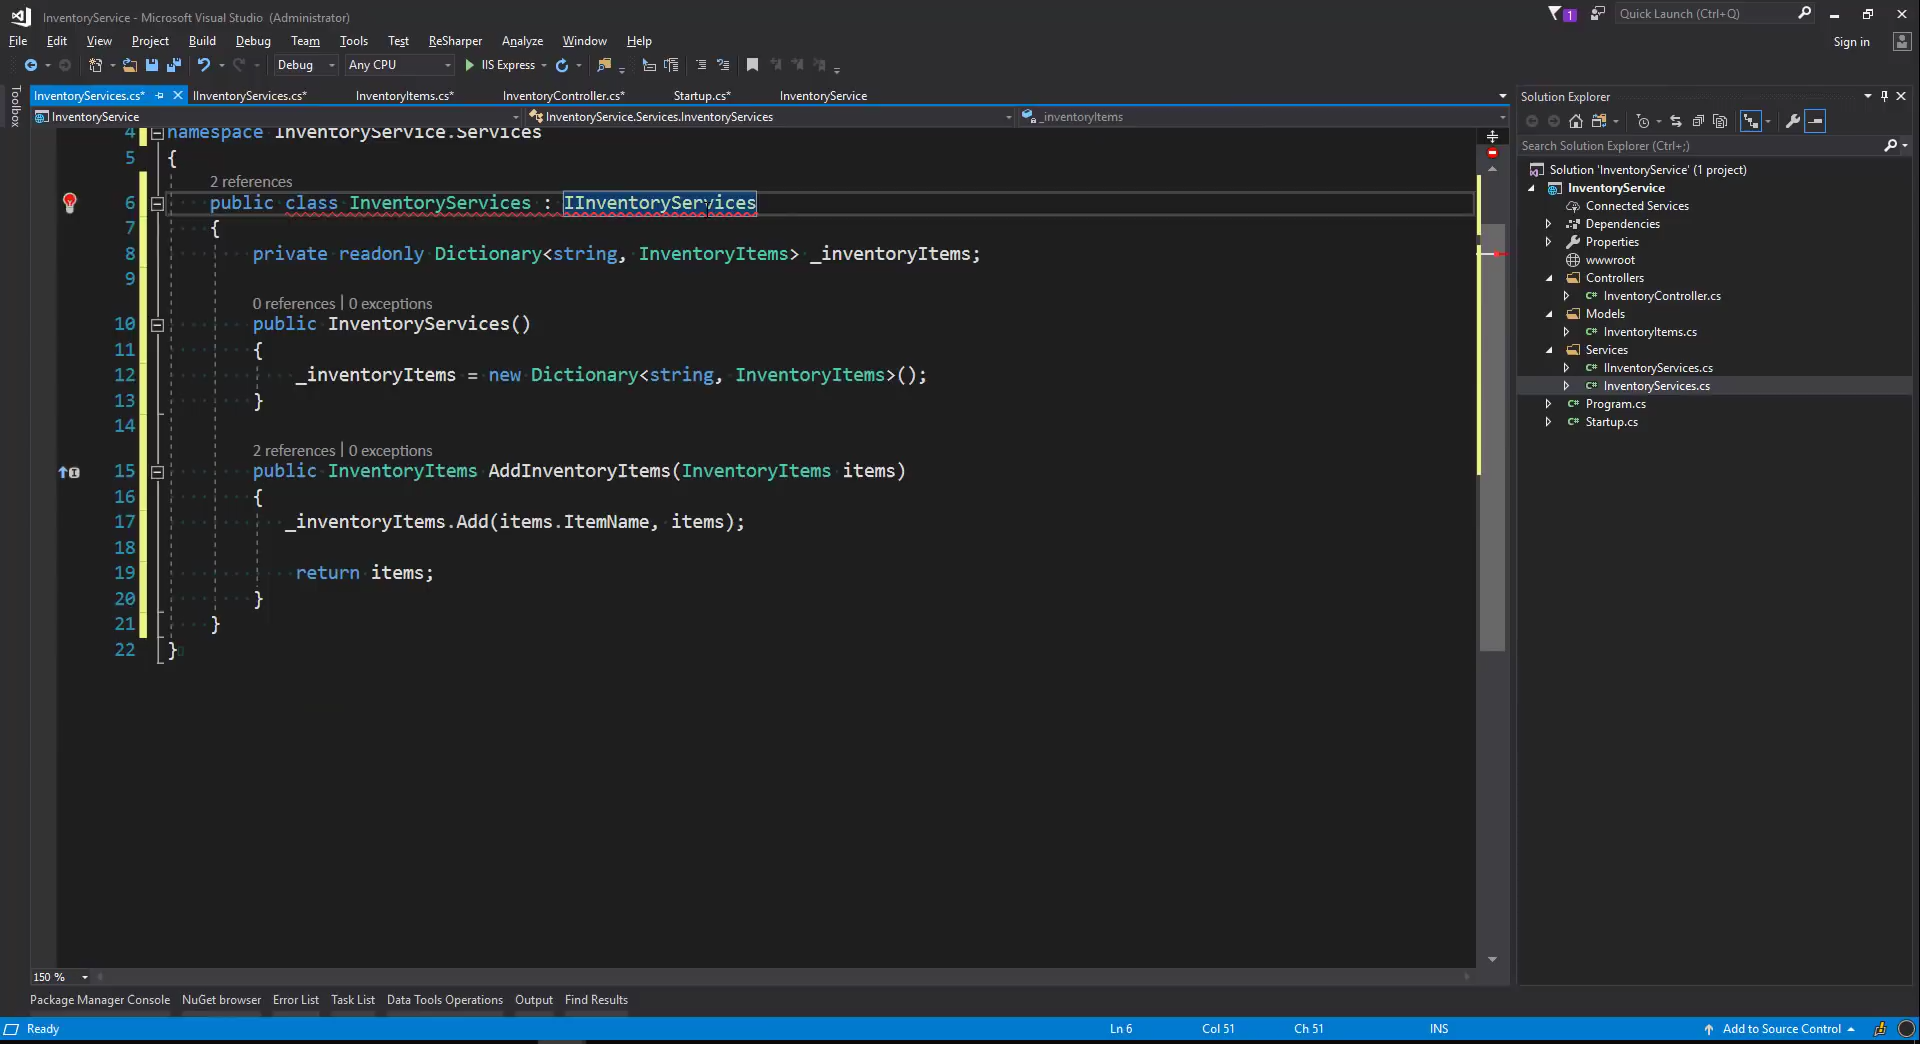 InventoryService - Microsoft Visual Studio (Administrator)
1
Quick Launch (Ctrl+Q)
File Edit View Project Build Debug Team Tools Test ReSharper Analyze Window Help
Sign in
Debug Any CPU IIS Express
Toolbox
InventoryServices.cs* IInventoryServices.cs* InventoryItems.cs* InventoryController.cs* Startup.cs* InventoryService
InventoryService InventoryService.Services.InventoryServices _inventoryItems
4 namespace InventoryService.Services
5 {
2 references
6 public class InventoryServices : IInventoryServices
7 {
8 private readonly Dictionary<string, InventoryItems> _inventoryItems;
9
0 references | 0 exceptions
10 public InventoryServices()
11 {
12 _inventoryItems = new Dictionary<string, InventoryItems>();
13 }
14
2 references | 0 exceptions
15 public InventoryItems AddInventoryItems(InventoryItems items)
16 {
17 _inventoryItems.Add(items.ItemName, items);
18
19 return items;
20 }
21 }
22 }
150 %
Solution Explorer
Search Solution Explorer (Ctrl+;)
Solution 'InventoryService' (1 project)
InventoryService
Connected Services
Dependencies
Properties
wwwroot
Controllers
C# InventoryController.cs
Models
C# InventoryItems.cs
Services
C# IInventoryServices.cs
C# InventoryServices.cs
C# Program.cs
C# Startup.cs
Package Manager Console NuGet browser Error List Task List Data Tools Operations Output Find Results
Ready Ln 6 Col 51 Ch 51 INS Add to Source Control